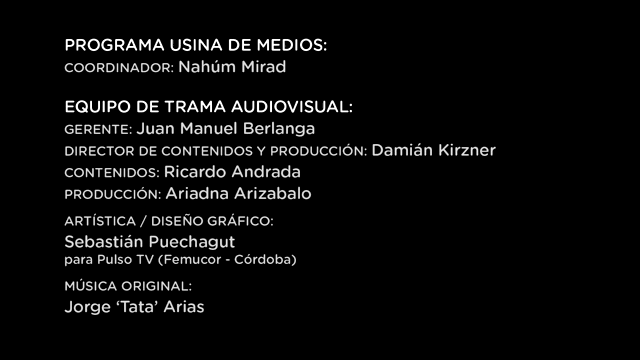 PROGRAMA USINA DE MEDIOS:
COORDINADOR: Nahúm Mirad
EQUIPO DE TRAMA AUDIOVISUAL:
GERENTE: Juan Manuel Berlanga
DIRECTOR DE CONTENIDOS Y PRODUCCIÓN: Damián Kirzner
CONTENIDOS: Ricardo Andrada
PRODUCCIÓN: Ariadna Arizabalo
ARTÍSTICA / DISEÑO GRÁFICO:
Sebastián Puechagut
para Pulso TV (Femucor - Córdoba)
MÚSICA ORIGINAL:
Jorge ‘Tata’ Arias